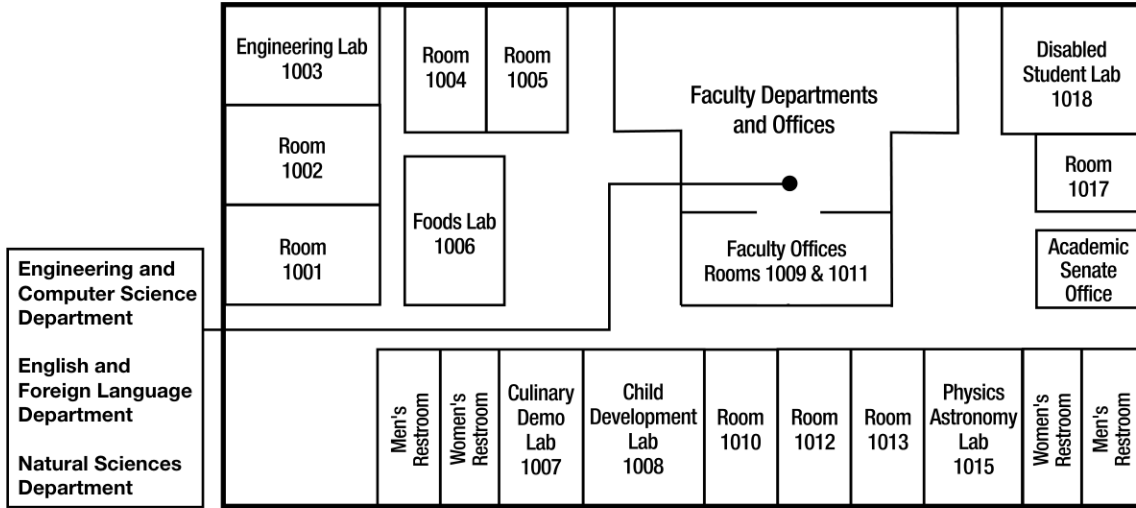 Engineering Lab
1003
Room
1004
Room
1005
Faculty Departments
and Offices
Disabled
Student Lab
1018
Room
1002
Room
1017
Foods Lab
1006
Room
1001
Faculty Offices
Rooms 1009 & 1011
Academic
Senate
Office
Engineering and
Computer Science
Department
English and
Foreign Language
Department
Natural Sciences
Department
Men's
Restroom
Women's
Restroom
Culinary
Demo
Lab
1007
Child
Development
Lab
1008
Room
1010
Room
1012
Room
1013
Physics
Astronomy
Lab
1015
Women's
Restroom
Men's
Restroom